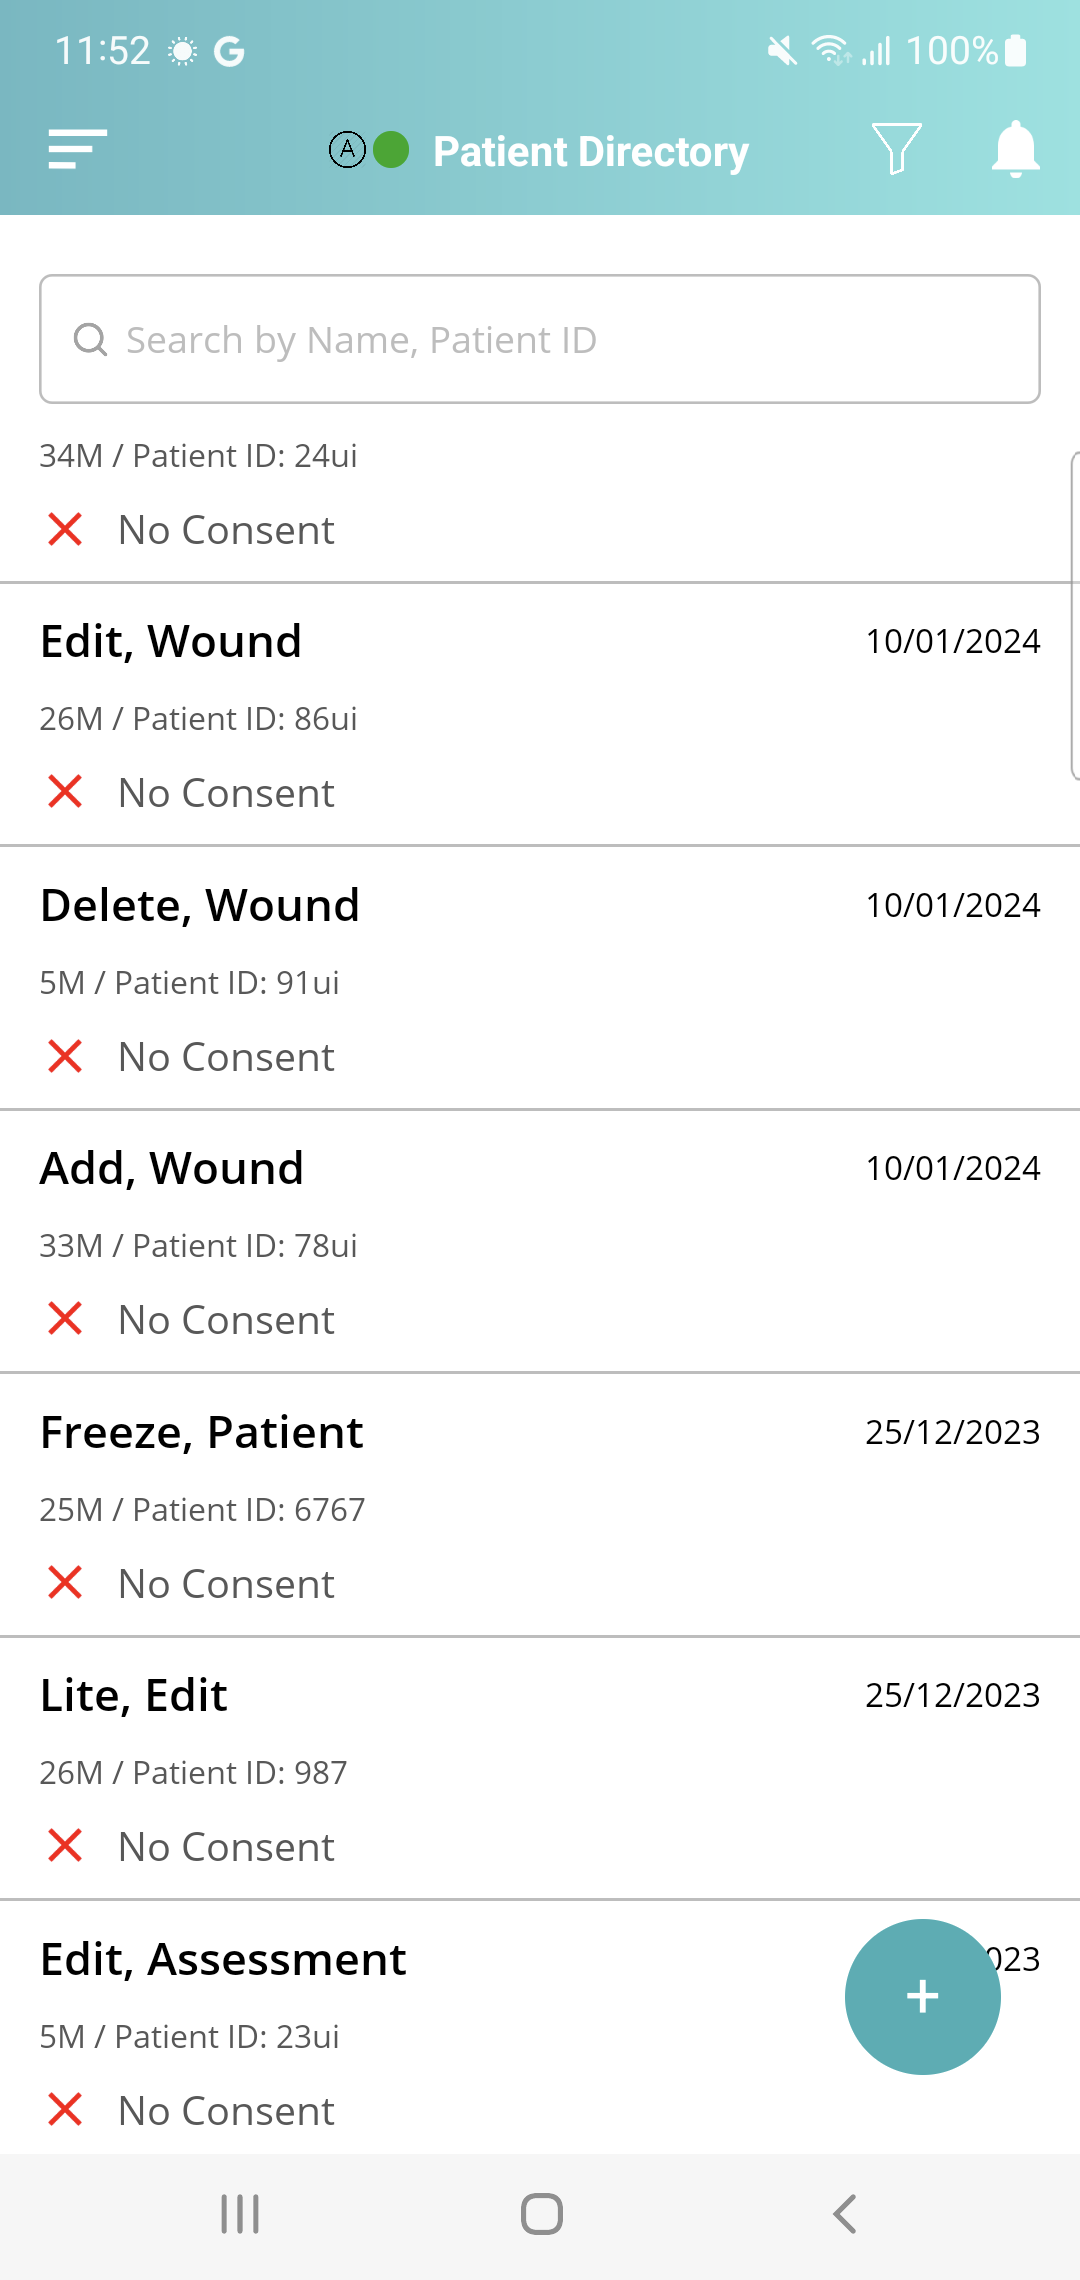 11:52 G 100%
A Patient Directory
Search by Name, Patient ID
34M / Patient ID: 24ui
No Consent
Edit, Wound 10/01/2024
26M / Patient ID: 86ui
No Consent
Delete, Wound 10/01/2024
5M / Patient ID: 91ui
No Consent
Add, Wound 10/01/2024
33M / Patient ID: 78ui
No Consent
Freeze, Patient 25/12/2023
25M / Patient ID: 6767
No Consent
Lite, Edit 25/12/2023
26M / Patient ID: 987
No Consent
Edit, Assessment
5M / Patient ID: 23ui
No Consent